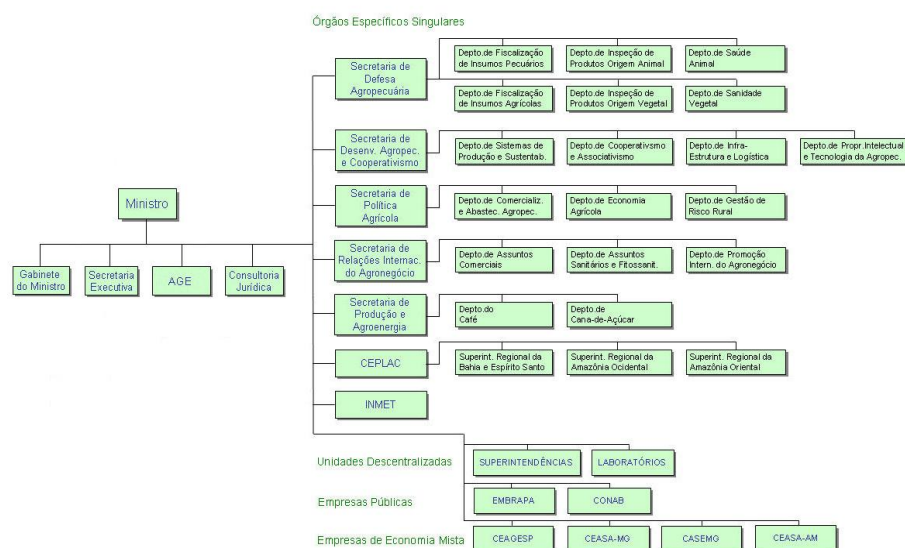 Órgãos Específicos Singulares
Secretaria de
Defesa
Agropecuária
Depto.de Fiscalização
de Insumos Pecuários
Depto.de Inspeção de
Produtos Origem Animal
Depto.de Saúde
Animal
Depto.de Fiscalização
de Insumos Agrícolas
Depto.de Inspeção de
Produtos Origem Vegetal
Depto.de Sanidade
Vegetal
Secretaria de
Desenv. Agropec.
e Cooperativismo
Depto.de Sistemas de
Produção e Sustentab.
Depto.de Cooperativsmo
e Associativismo
Depto.de Infra-
Estrutura e Logística
Depto.de Propr.Intelectual
e Tecnologia da Agropec.
Secretaria de
Política
Agrícola
Depto.de Comercializ.
e Abastec. Agropec.
Depto.de Economia
Agrícola
Depto.de Gestão de
Risco Rural
Ministro
Gabinete
do Ministro
Secretaria
Executiva
AGE
Consultoria
Jurídica
Secretaria de
Relações Internac.
do Agronegócio
Depto.de Assuntos
Comerciais
Depto.de Assuntos
Sanitários e Fitossanit.
Depto.de Promoção
Intern. do Agronegócio
Secretaria de
Produção e
Agroenergia
Depto.do
Café
Depto.de
Cana-de-Açúcar
CEPLAC
Superint. Regional da
Bahia e Espírito Santo
Superint. Regional da
Amazônia Ocidental
Superint. Regional da
Amazônia Oriental
INMET
Unidades Descentralizadas
SUPERINTENDÊNCIAS
LABORATÓRIOS
Empresas Públicas
EMBRAPA
CONAB
Empresas de Economia Mista
CEAGESP
CEASA-MG
CASEMG
CEASA-AM